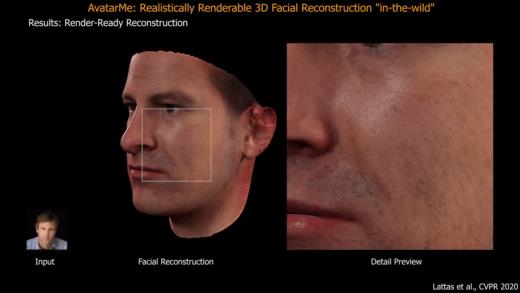 AvatarMe: Realistically Renderable 3D Facial Reconstruction "in-the-wild"
Results: Render-Ready Reconstruction
Input
Facial Reconstruction
Detail Preview
Lattas et al., CVPR 2020